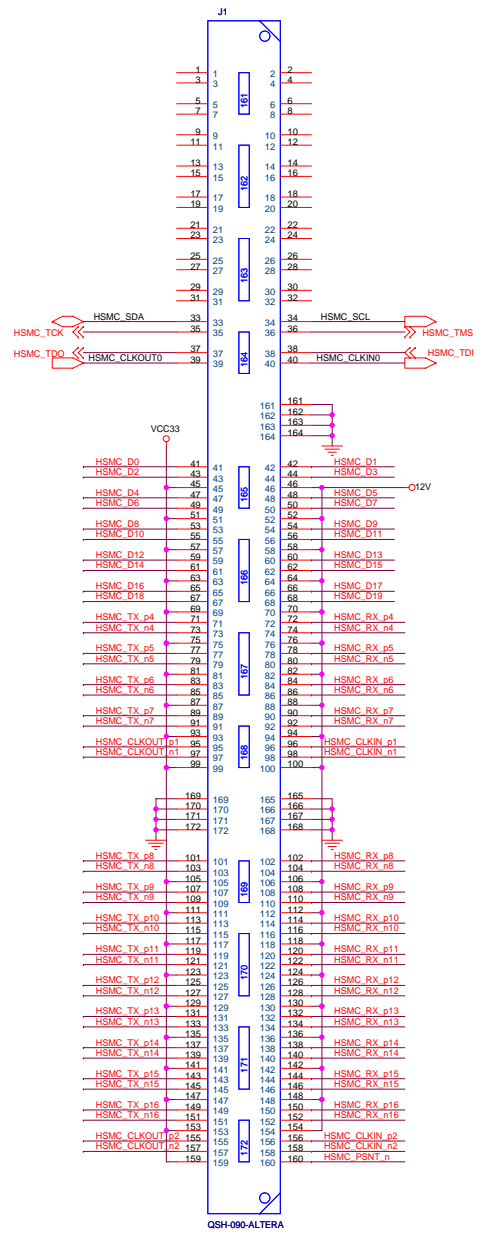 J1
1 1 2 2
3 3 4 4
161
5 5 6 6
7 7 8 8
9 9 10 10
11 11 12 12
13 13 14 14
15 15 16 16
162
17 17 18 18
19 19 20 20
21 21 22 22
23 23 24 24
25 25 26 26
27 27 28 28
163
29 29 30 30
31 31 32 32
HSMC_SDA 33 33 34 34 HSMC_SCL
HSMC_TCK 35 35 36 36 HSMC_TMS
164
HSMC_TDO 37 37 38 38 HSMC_TDI
HSMC_CLKOUT0 39 39 40 40 HSMC_CLKIN0
161 161
162 162
163 163
164 164
VCC33
HSMC_D0 41 41 42 42 HSMC_D1
HSMC_D2 43 43 44 44 HSMC_D3
45 45 46 46 12V
165
HSMC_D4 47 47 48 48 HSMC_D5
HSMC_D6 49 49 50 50 HSMC_D7
51 51 52 52
HSMC_D8 53 53 54 54 HSMC_D9
HSMC_D10 55 55 56 56 HSMC_D11
57 57 58 58
166
HSMC_D12 59 59 60 60 HSMC_D13
HSMC_D14 61 61 62 62 HSMC_D15
63 63 64 64
HSMC_D16 65 65 66 66 HSMC_D17
HSMC_D18 67 67 68 68 HSMC_D19
69 69 70 70
HSMC_TX_p4 71 71 72 72 HSMC_RX_p4
HSMC_TX_n4 73 73 74 74 HSMC_RX_n4
75 75 76 76
HSMC_TX_p5 77 77 78 78 HSMC_RX_p5
167
HSMC_TX_n5 79 79 80 80 HSMC_RX_n5
81 81 82 82
HSMC_TX_p6 83 83 84 84 HSMC_RX_p6
HSMC_TX_n6 85 85 86 86 HSMC_RX_n6
87 87 88 88
HSMC_TX_p7 89 89 90 90 HSMC_RX_p7
HSMC_TX_n7 91 91 92 92 HSMC_RX_n7
93 93 94 94
168
HSMC_CLKOUT_p1 95 95 96 96 HSMC_CLKIN_p1
HSMC_CLKOUT_n1 97 97 98 98 HSMC_CLKIN_n1
99 99 100 100
169 169 165 165
170 170 166 166
171 171 167 167
172 172 168 168
HSMC_TX_p8 101 101 102 102 HSMC_RX_p8
HSMC_TX_n8 103 103 104 104 HSMC_RX_n8
105 105 106 106
169
HSMC_TX_p9 107 107 108 108 HSMC_RX_p9
HSMC_TX_n9 109 109 110 110 HSMC_RX_n9
111 111 112 112
HSMC_TX_p10 113 113 114 114 HSMC_RX_p10
HSMC_TX_n10 115 115 116 116 HSMC_RX_n10
117 117 118 118
HSMC_TX_p11 119 119 120 120 HSMC_RX_p11
170
HSMC_TX_n11 121 121 122 122 HSMC_RX_n11
123 123 124 124
HSMC_TX_p12 125 125 126 126 HSMC_RX_p12
HSMC_TX_n12 127 127 128 128 HSMC_RX_n12
129 129 130 130
HSMC_TX_p13 131 131 132 132 HSMC_RX_p13
HSMC_TX_n13 133 133 134 134 HSMC_RX_n13
135 135 136 136
HSMC_TX_p14 137 137 138 138 HSMC_RX_p14
171
HSMC_TX_n14 139 139 140 140 HSMC_RX_n14
141 141 142 142
HSMC_TX_p15 143 143 144 144 HSMC_RX_p15
HSMC_TX_n15 145 145 146 146 HSMC_RX_n15
147 147 148 148
HSMC_TX_p16 149 149 150 150 HSMC_RX_p16
HSMC_TX_n16 151 151 152 152 HSMC_RX_n16
153 153 154 154
172
HSMC_CLKOUT_p2 155 155 156 156 HSMC_CLKIN_p2
HSMC_CLKOUT_n2 157 157 158 158 HSMC_CLKIN_n2
159 159 160 160 HSMC_PSNT_n
QSH-090-ALTERA